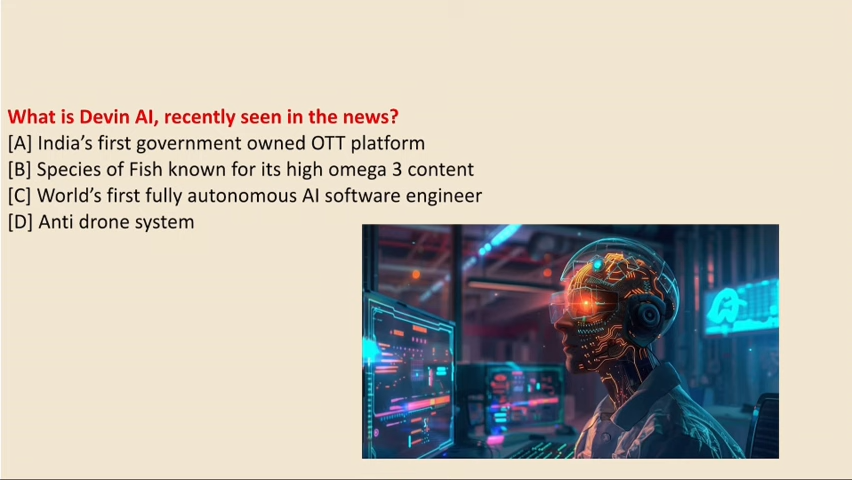 What is Devin AI, recently seen in the news?
[A] India’s first government owned OTT platform
[B] Species of Fish known for its high omega 3 content
[C] World’s first fully autonomous AI software engineer
[D] Anti drone system